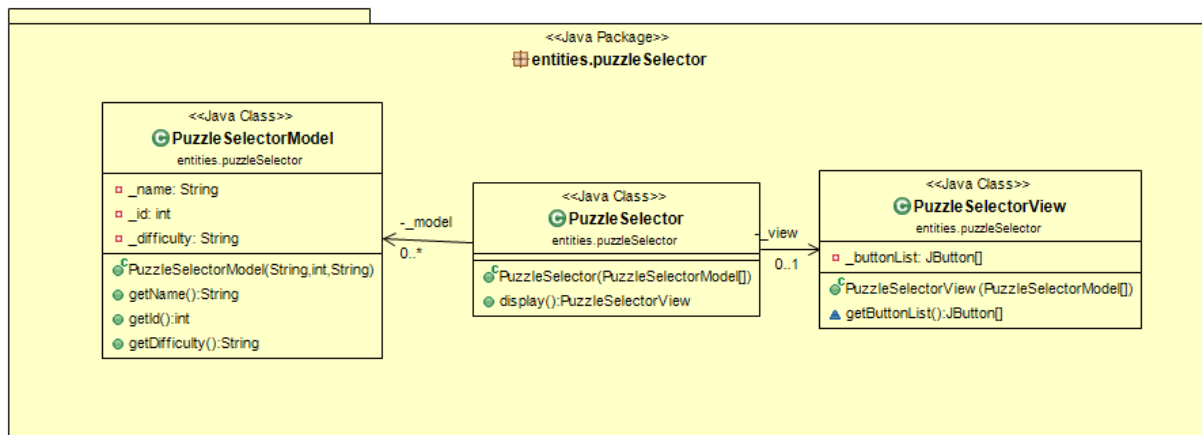 <<Java Package>>
entities.puzzleSelector
<<Java Class>>
PuzzleSelectorModel
entities.puzzleSelector
_name: String
_id: int
_difficulty: String
PuzzleSelectorModel(String,int,String)
getName():String
getId():int
getDifficulty():String
-_model
0..*
<<Java Class>>
PuzzleSelector
entities.puzzleSelector
PuzzleSelector(PuzzleSelectorModel[])
display():PuzzleSelectorView
-_view
0..1
<<Java Class>>
PuzzleSelectorView
entities.puzzleSelector
_buttonList: JButton[]
PuzzleSelectorView(PuzzleSelectorModel[])
getButtonList():JButton[]